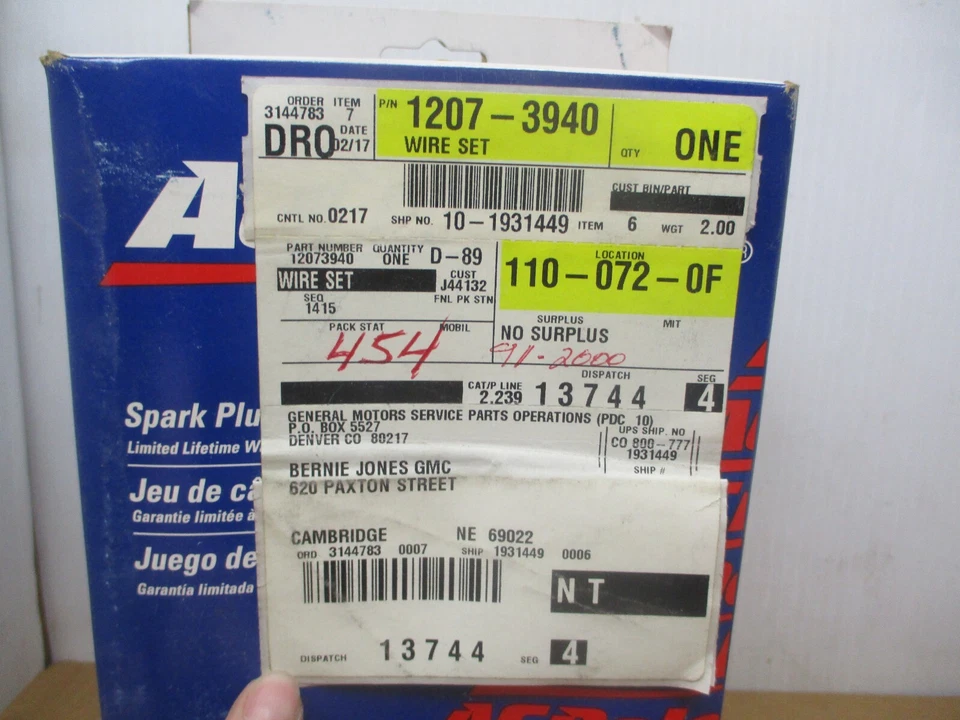 ORDER ITEM P/N 1207-3940
3144783 7
DRO DATE WIRE SET QTY ONE
02/17
CUST BIN/PART
CNTL NO. 0217 SHP NO. 10-1931449 ITEM 6 WGT 2.00
®
PART NUMBER QUANTITY D-89 LOCATION
12073940 ONE 110-072-0F
WIRE SET CUST
J44132
SEQ FNL PK STN
1415
SURPLUS MIT
PACK STAT MOBIL NO SURPLUS
454 91-2000
DISPATCH SEG
CAT/P LINE 13744 4
2.239
GENERAL MOTORS SERVICE PARTS OPERATIONS (PDC 10)
P.O. BOX 5527 UPS SHIP. NO
DENVER CO 80217 CO 800-777
1931449
SHIP #
BERNIE JONES GMC
620 PAXTON STREET
CAMBRIDGE NE 69022
ORD 3144783 0007 SHIP 1931449 0006
NT
DISPATCH 13744 SEG 4
AC
Spark Plu
Limited Lifetime W
Jeu de câ
Garantie limitée à
Juego de
Garantía limitada